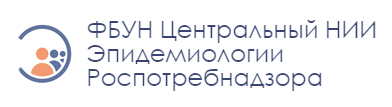 ФБУН Центральный НИИ
Эпидемиологии
Роспотребнадзора